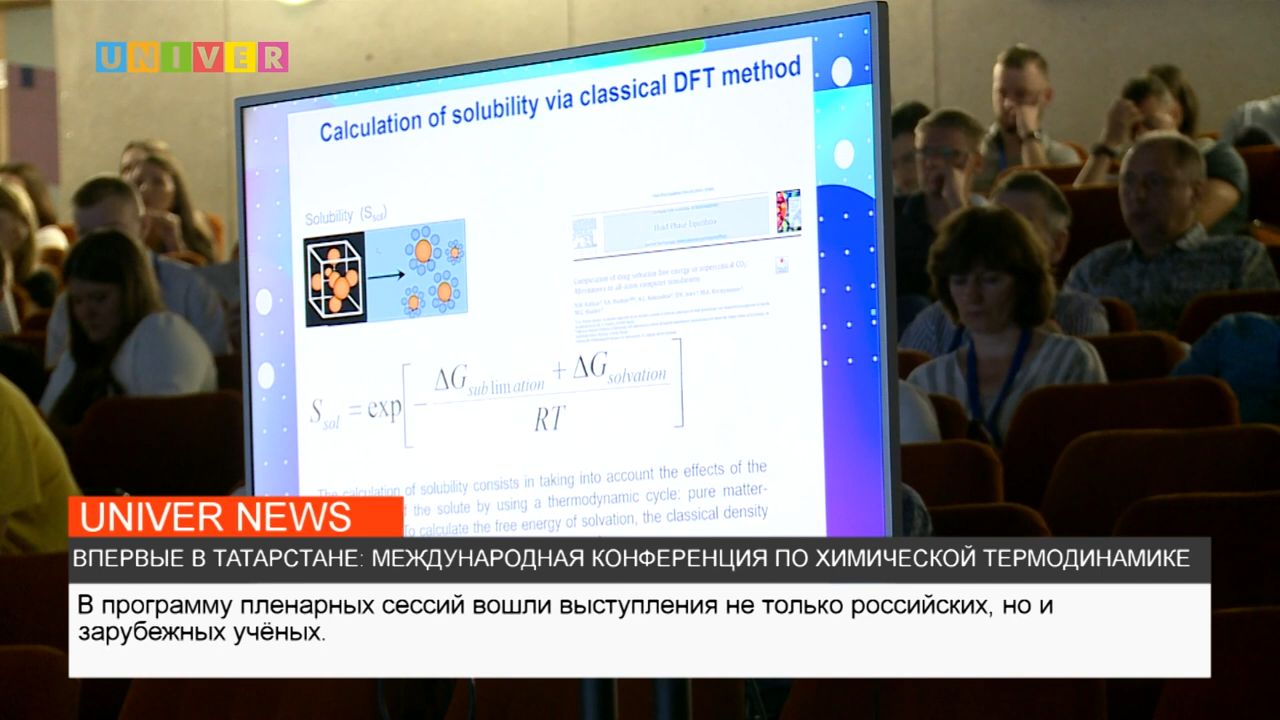 UNIVER
Calculation of solubility via classical DFT method
Solubility (Ssol)
Fluid Phase Equilibria
Ssol = exp[ - ΔGsublimation + ΔGsolvation / RT ]
The calculation of solubility consists in taking into account the effects of the
the solute by using a thermodynamic cycle: pure matter-
To calculate the free energy of solvation, the classical density
UNIVER NEWS
ВПЕРВЫЕ В ТАТАРСТАНЕ: МЕЖДУНАРОДНАЯ КОНФЕРЕНЦИЯ ПО ХИМИЧЕСКОЙ ТЕРМОДИНАМИКЕ
В программу пленарных сессий вошли выступления не только российских, но и
зарубежных учёных.